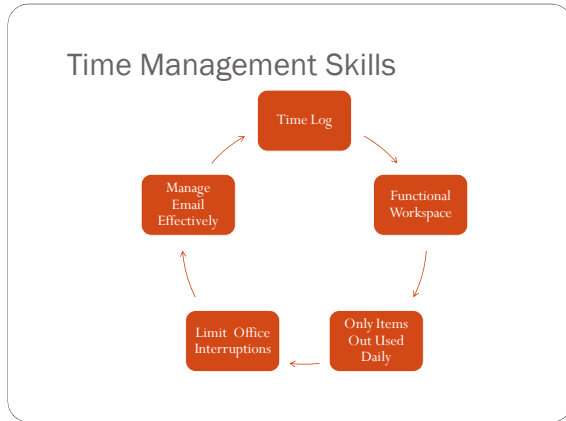 Time Management Skills
Time Log
Functional
Workspace
Only Items
Out Used
Daily
Limit Office
Interruptions
Manage
Email
Effectively